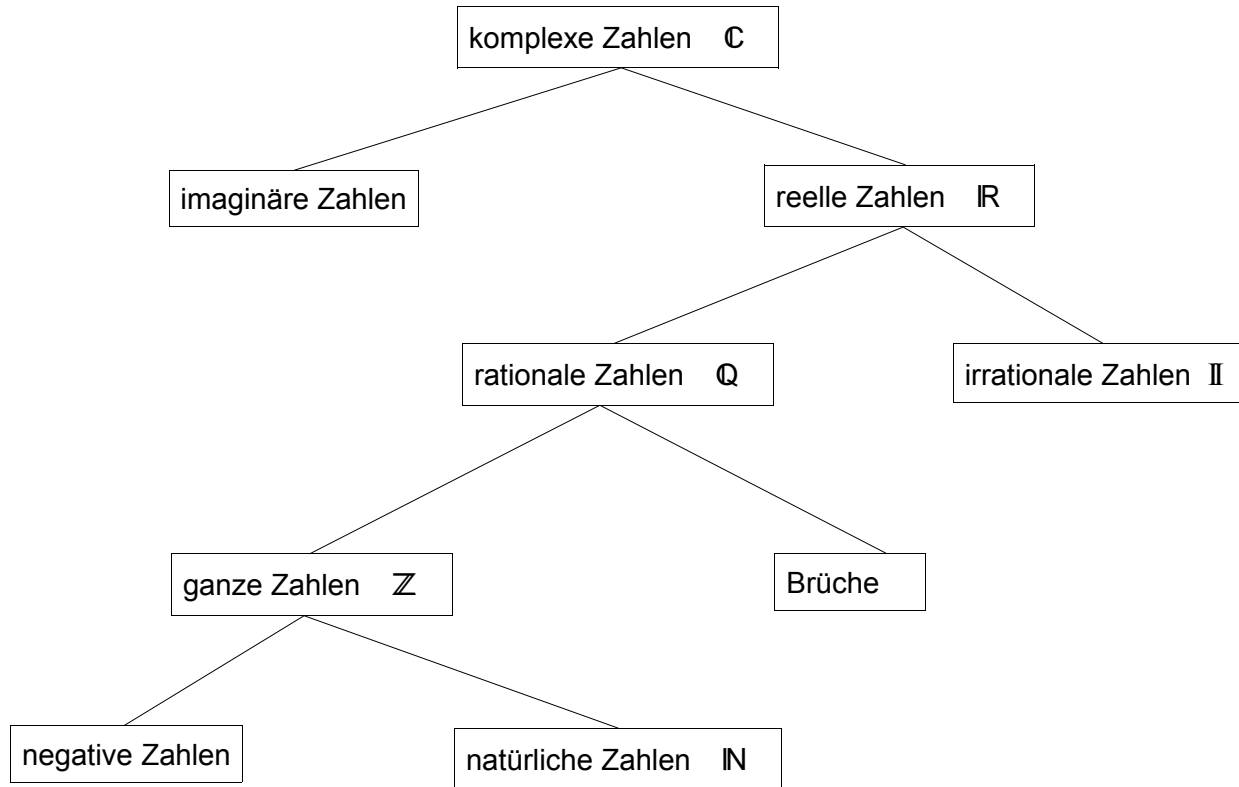 komplexe Zahlen ℂ
imaginäre Zahlen
reelle Zahlen ℝ
rationale Zahlen ℚ
irrationale Zahlen 𝕀
ganze Zahlen ℤ
Brüche
negative Zahlen
natürliche Zahlen ℕ